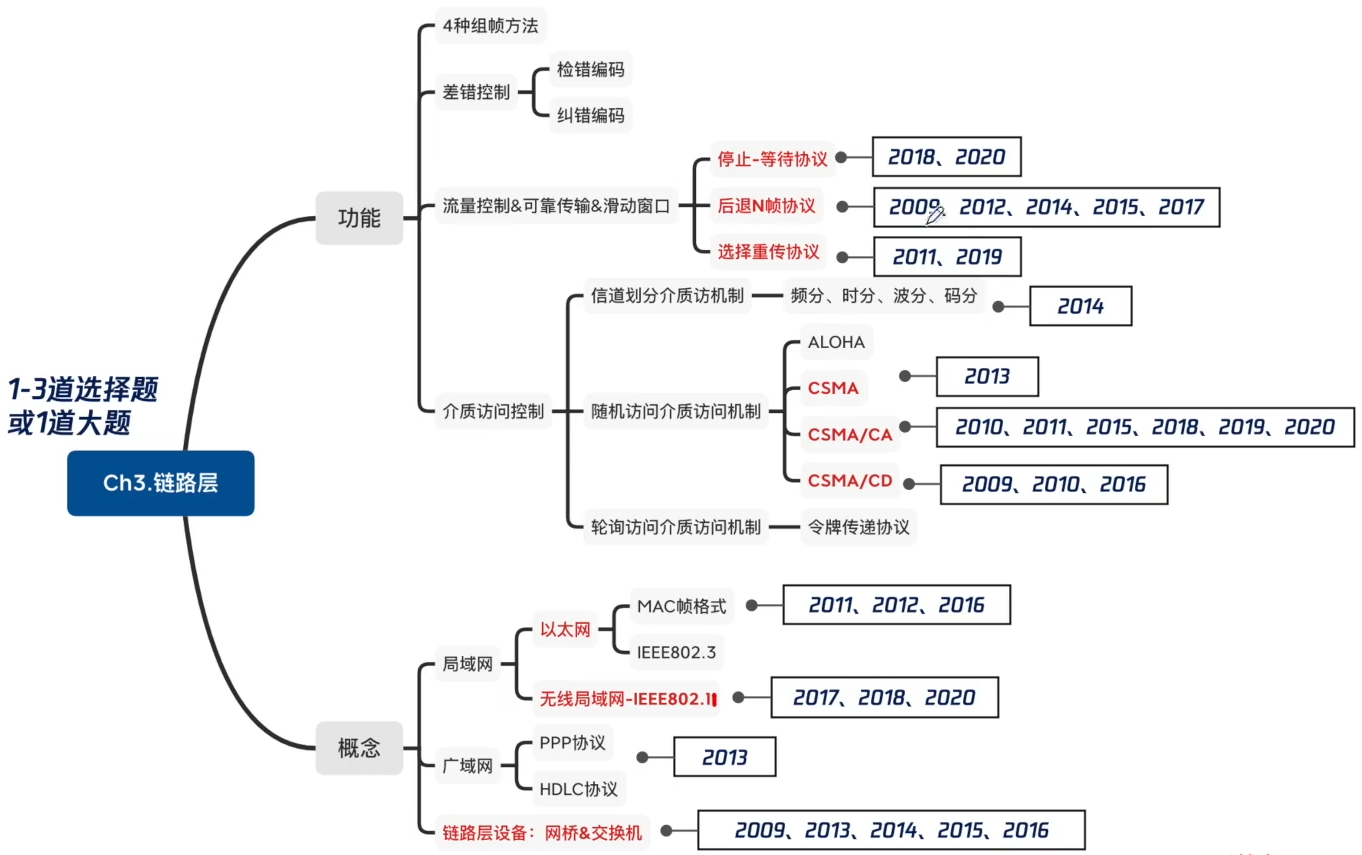 4种组帧方法
差错控制
检错编码
纠错编码
流量控制&可靠传输&滑动窗口
停止-等待协议
2018、2020
后退N帧协议
2009、2012、2014、2015、2017
选择重传协议
2011、2019
功能
信道划分介质访机制
频分、时分、波分、码分
2014
ALOHA
CSMA
2013
介质访问控制
随机访问介质访问机制
CSMA/CA
2010、2011、2015、2018、2019、2020
CSMA/CD
2009、2010、2016
轮询访问介质访问机制
令牌传递协议
1-3道选择题
或1道大题
Ch3.链路层
概念
局域网
以太网
MAC帧格式
2011、2012、2016
IEEE802.3
无线局域网-IEEE802.11
2017、2018、2020
广域网
PPP协议
2013
HDLC协议
链路层设备：网桥&交换机
2009、2013、2014、2015、2016